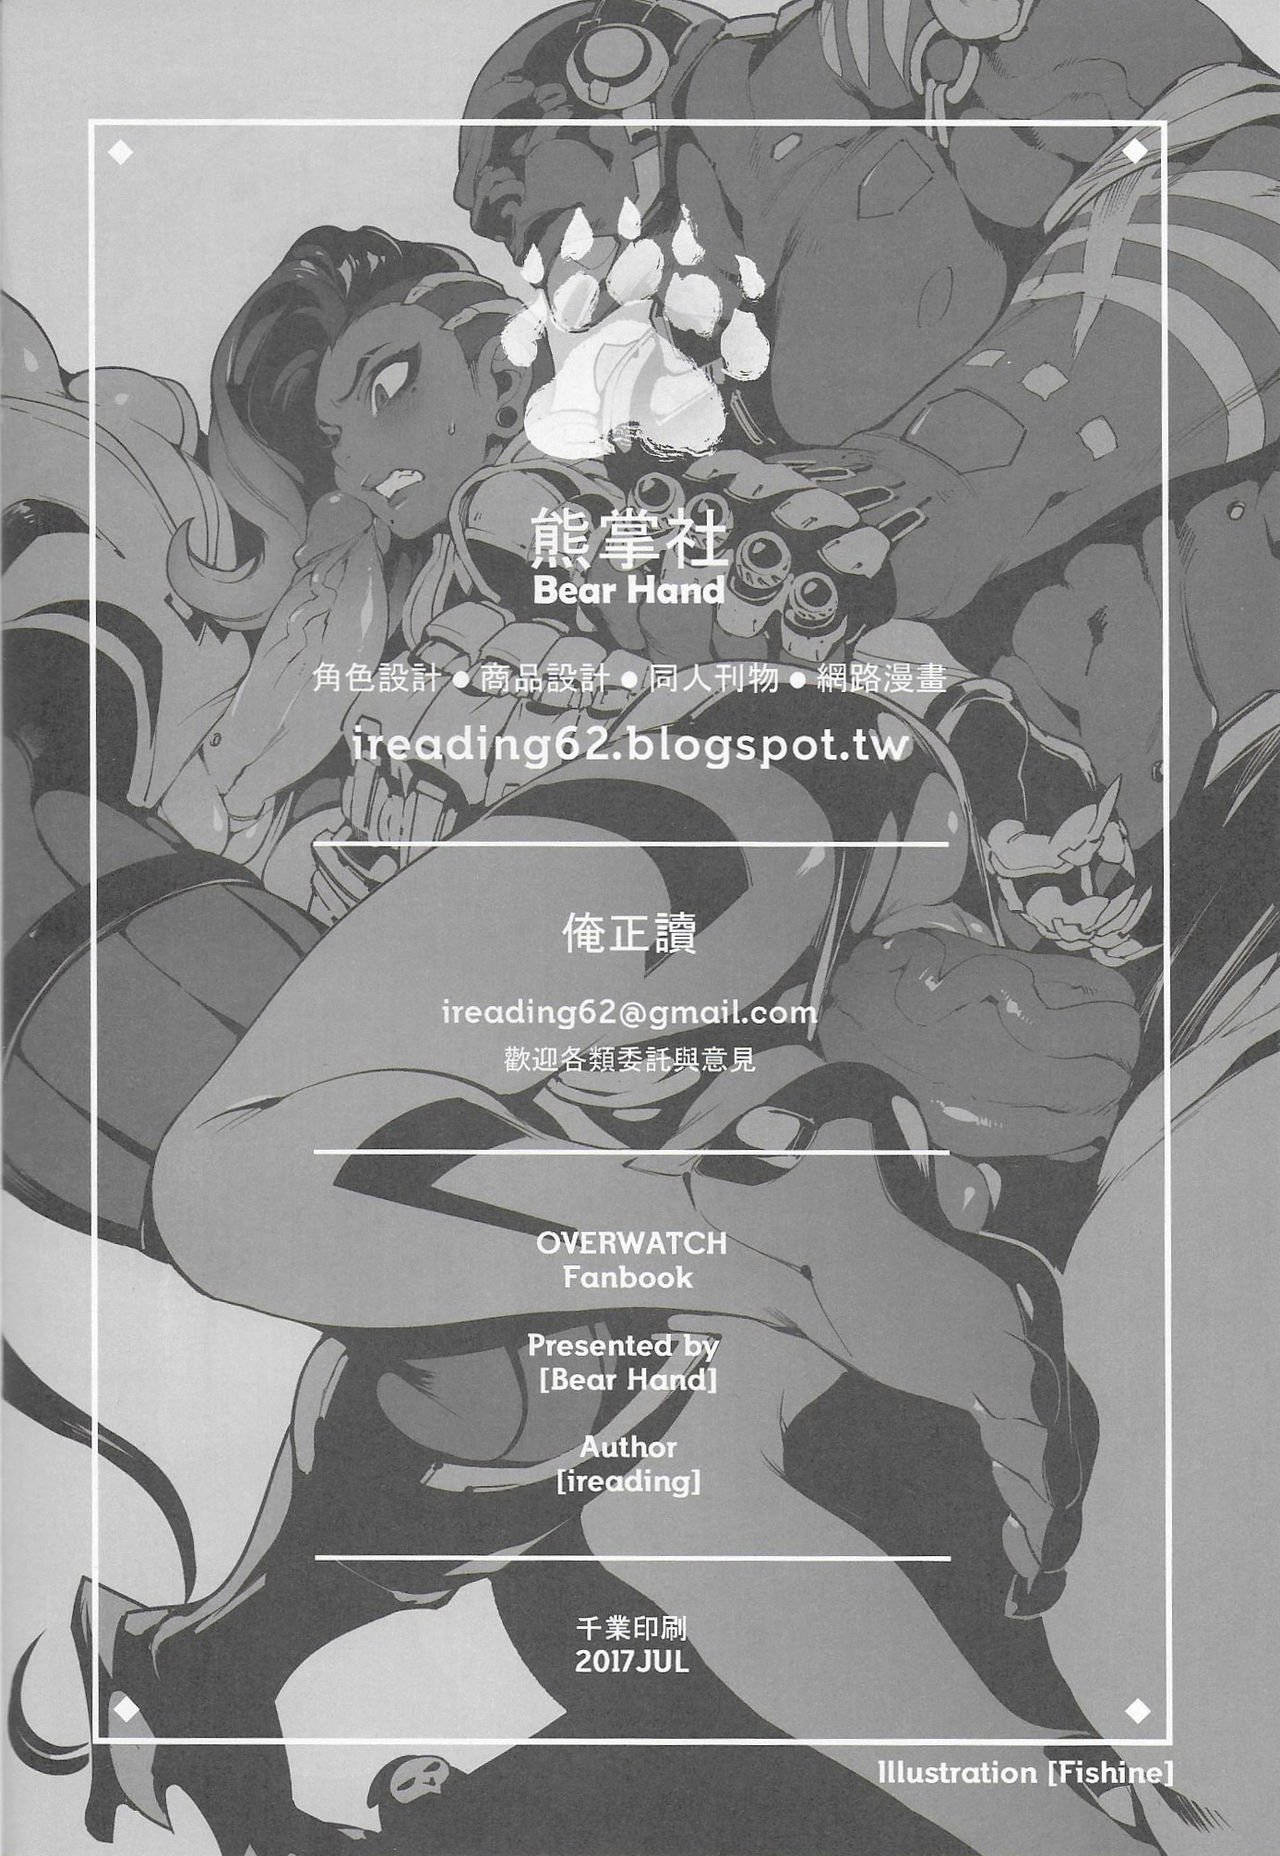 熊掌社
Bear Hand
角色設計●商品設計●同人刊物●網路漫畫
ireading62.blogspot.tw
俺正讀
ireading62@gmail.com
歡迎各類委託與意見
OVERWATCH
Fanbook
Presented by
[Bear Hand]
Author
[ireading]
千業印刷
2017JUL
Illustration [Fishine]